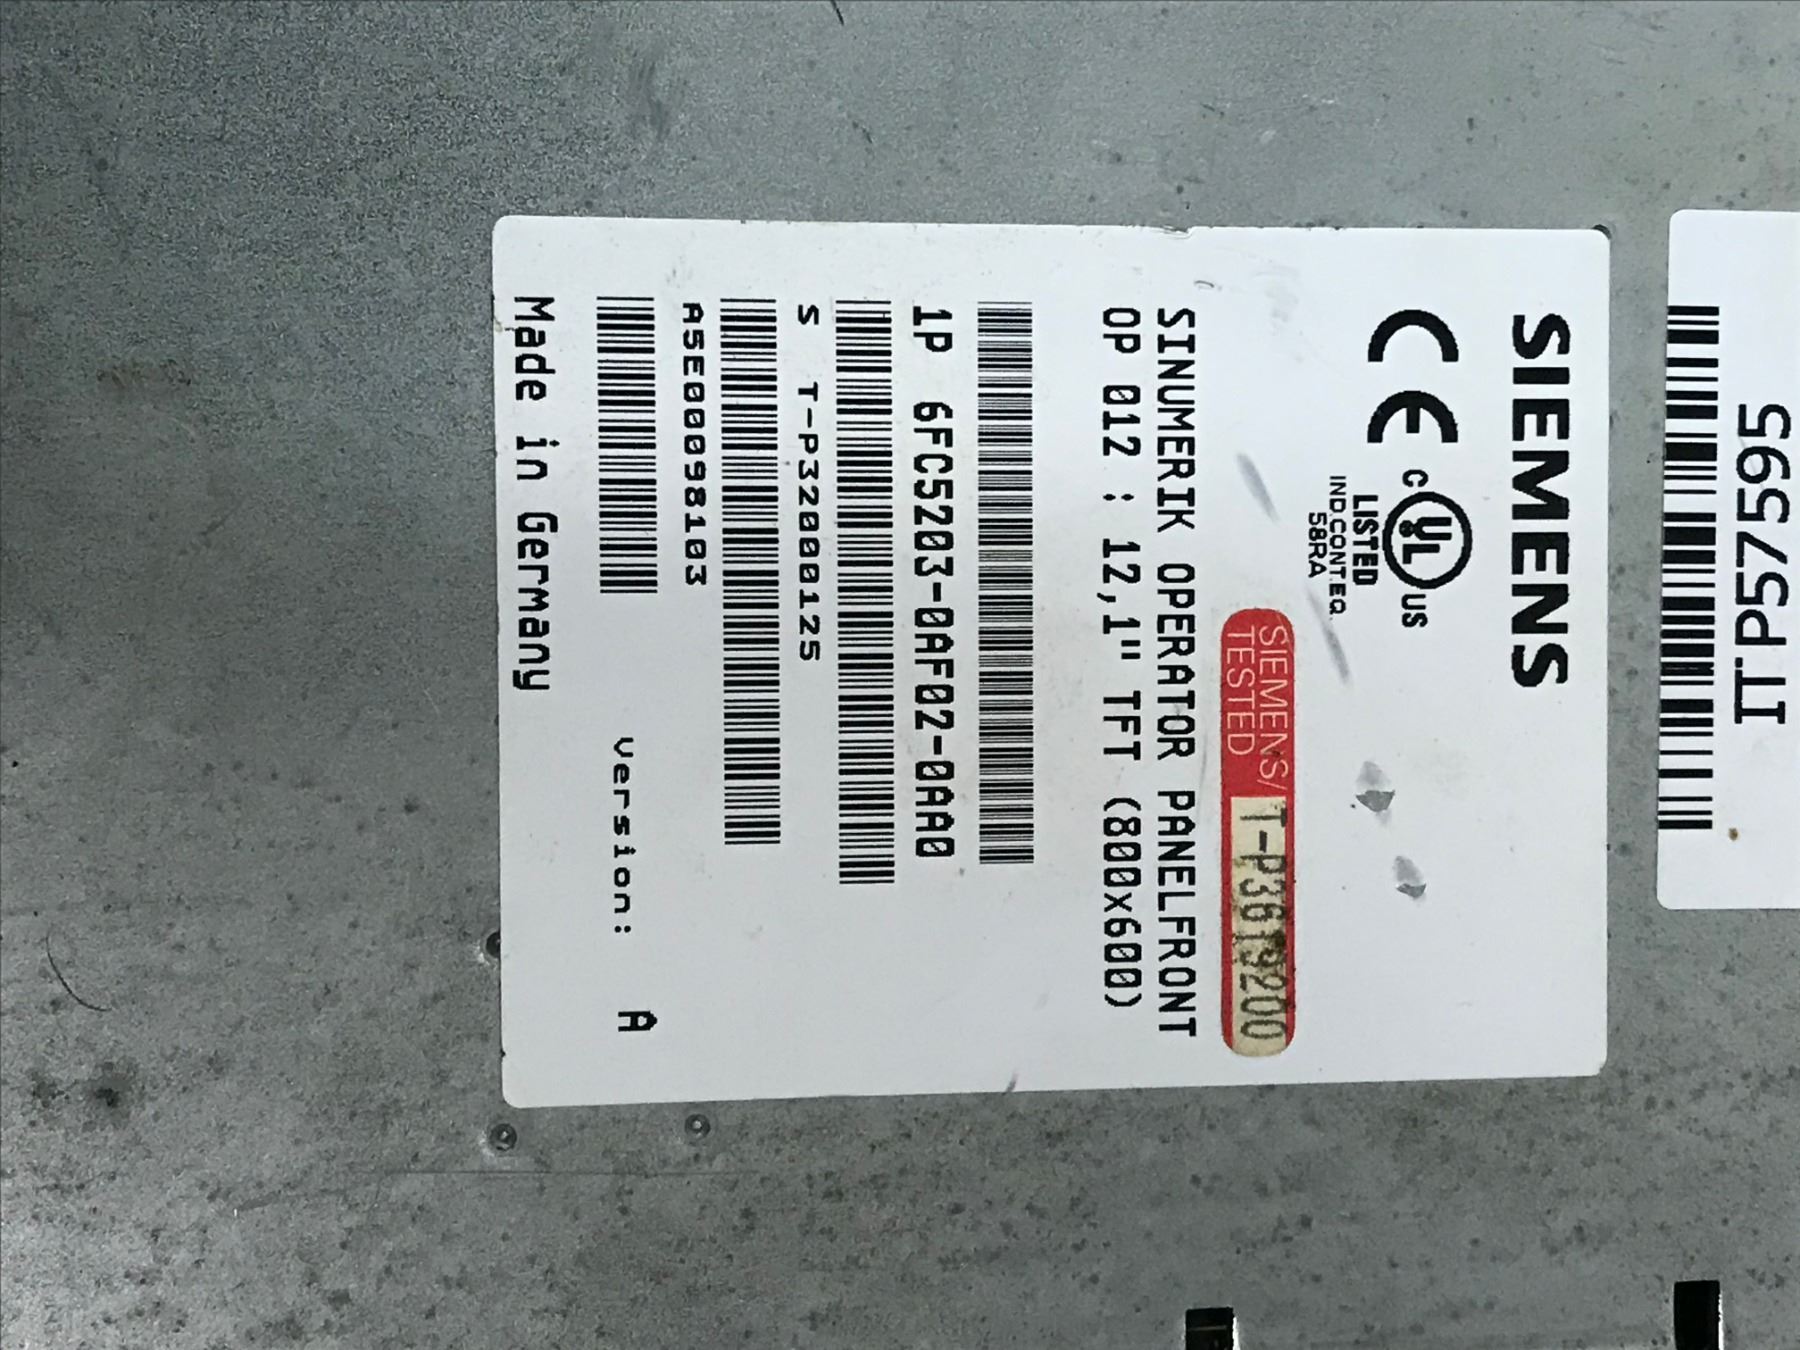 ITP57595
SIEMENS
CE
C UL US
LISTED
IND.CONT.EQ.
58RA
SIEMENS/
TESTED
SINUMERIK OPERATOR PANELFRONT
OP 012 : 12,1" TFT (800x600)
1P 6FC5203-0AF02-0AA0
S T-P32000125
A5E00098103
Version: A
Made in Germany